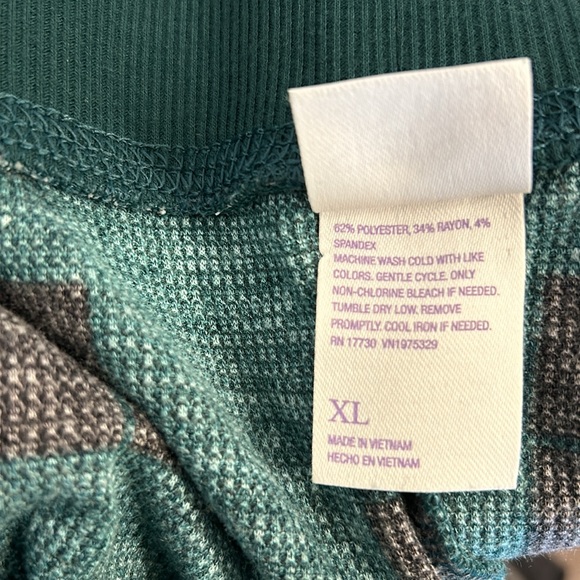 62% POLYESTER, 34% RAYON, 4%
SPANDEX
MACHINE WASH COLD WITH LIKE
COLORS. GENTLE CYCLE. ONLY
NON-CHLORINE BLEACH IF NEEDED.
TUMBLE DRY LOW. REMOVE
PROMPTLY. COOL IRON IF NEEDED.
RN 17730 VN1975329
XL
MADE IN VIETNAM
HECHO EN VIETNAM